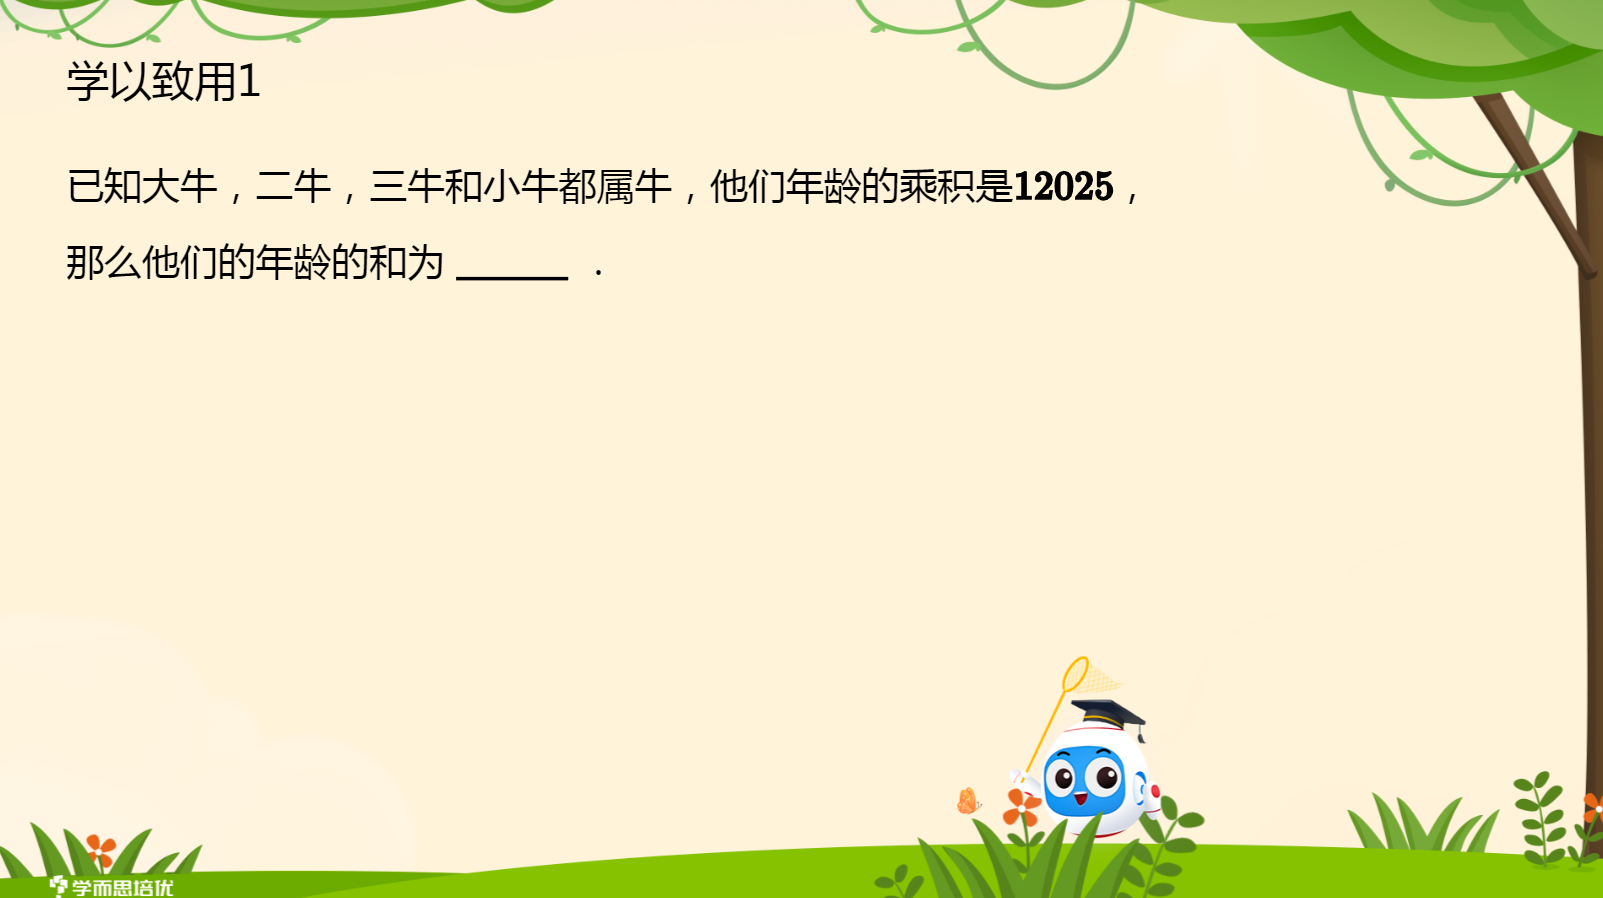 学以致用1
已知大牛，二牛，三牛和小牛都属牛，他们年龄的乘积是12025，
那么他们的年龄的和为 ______ ．
学而思培优